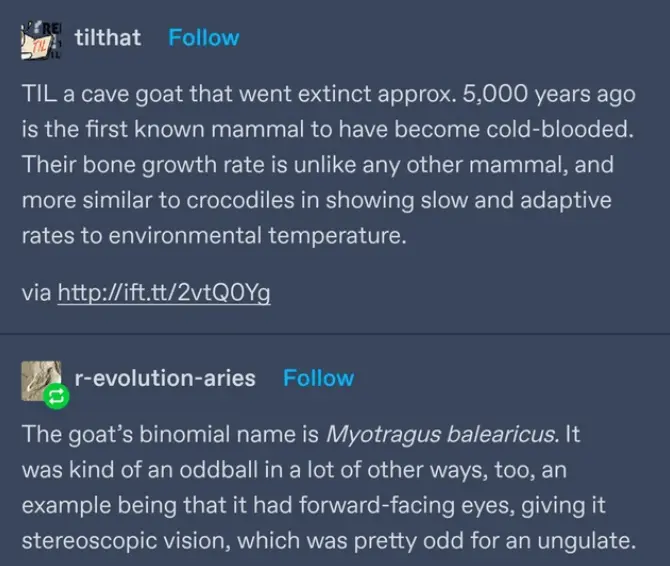 tilthat Follow
TIL a cave goat that went extinct approx. 5,000 years ago
is the first known mammal to have become cold-blooded.
Their bone growth rate is unlike any other mammal, and
more similar to crocodiles in showing slow and adaptive
rates to environmental temperature.
via http://ift.tt/2vtQ0Yg
r-evolution-aries Follow
The goat's binomial name is Myotragus balearicus. It
was kind of an oddball in a lot of other ways, too, an
example being that it had forward-facing eyes, giving it
stereoscopic vision, which was pretty odd for an ungulate.